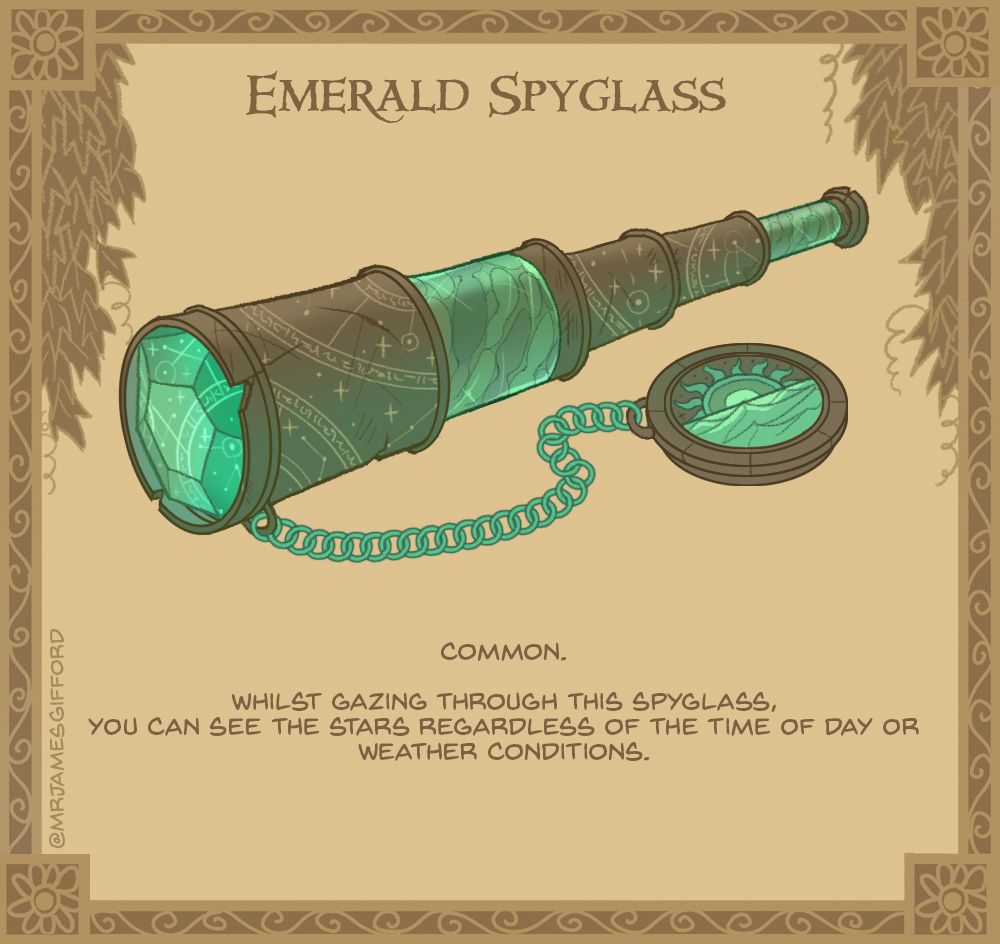 Emerald Spyglass
COMMON.
WHILST GAZING THROUGH THIS SPYGLASS,
YOU CAN SEE THE STARS REGARDLESS OF THE TIME OF DAY OR
WEATHER CONDITIONS.
@MRJAMESGIFFORD